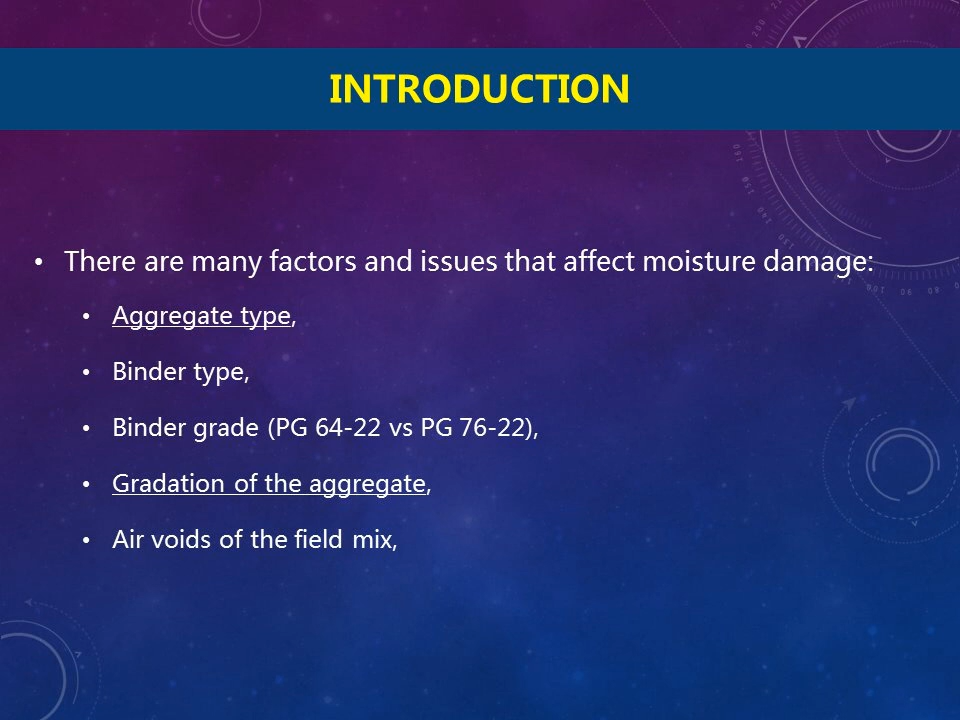 INTRODUCTION
• There are many factors and issues that affect moisture damage:
• Aggregate type,
• Binder type,
• Binder grade (PG 64-22 vs PG 76-22),
• Gradation of the aggregate,
• Air voids of the field mix,